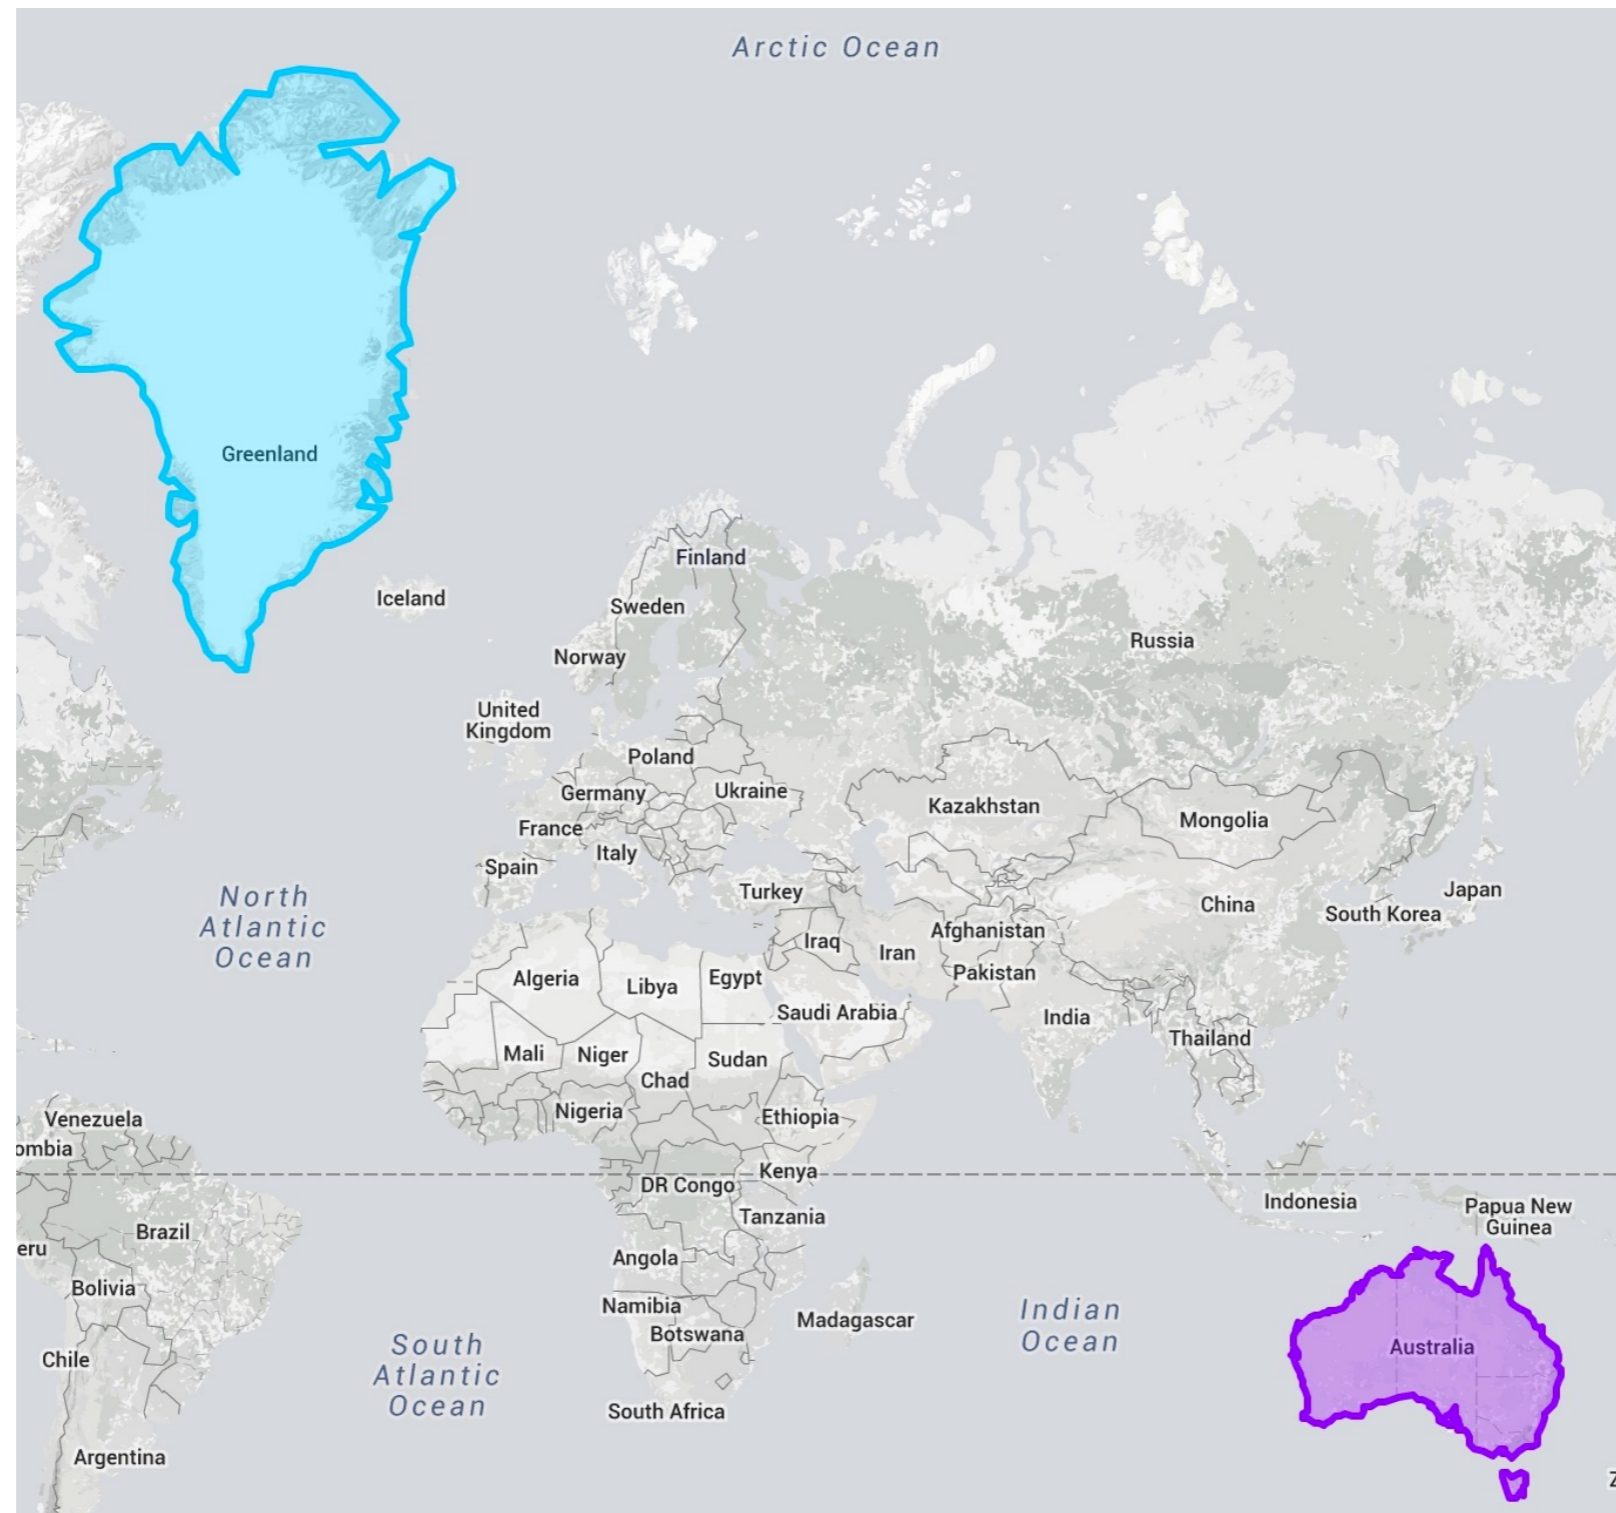 Arctic Ocean
Greenland
Finland
Iceland
Sweden
Russia
Norway
United
Kingdom
Poland
Germany
Ukraine
Kazakhstan
Mongolia
France
Italy
Spain
Turkey
Japan
China
South Korea
North
Atlantic
Ocean
Afghanistan
Iraq
Iran
Pakistan
Algeria
Libya
Egypt
Saudi Arabia
India
Thailand
Mali
Niger
Sudan
Chad
Nigeria
Ethiopia
Venezuela
ombia
Kenya
DR Congo
Indonesia
Papua New
Guinea
Tanzania
Brazil
eru
Angola
Bolivia
Namibia
Madagascar
Botswana
Indian
Ocean
South
Atlantic
Ocean
Australia
Chile
South Africa
Argentina
Z